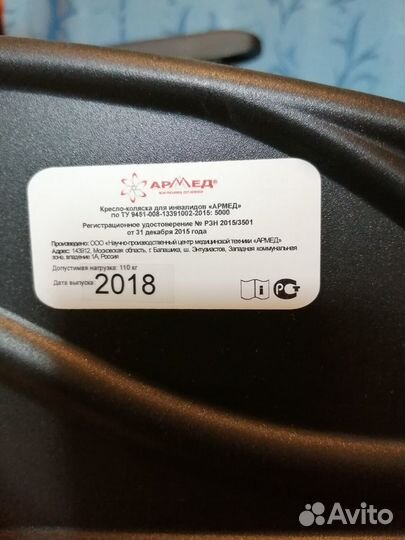 АРМЕД®
Кресло-коляска для инвалидов «АРМЕД»
по ТУ 9451-008-13391002-2015: 5000
Регистрационное удостоверение № РЗН 2015/3501
от 31 декабря 2015 года
Произведено: ООО «Научно-производственный центр медицинской техники «АРМЕД»
Адрес: 143912, Московская область, г. Балашиха, ш. Энтузиастов, Западная коммунальная
зона, владение 1А, Россия
Допустимая нагрузка: 110 кг
Дата выпуска: 2018
Avito